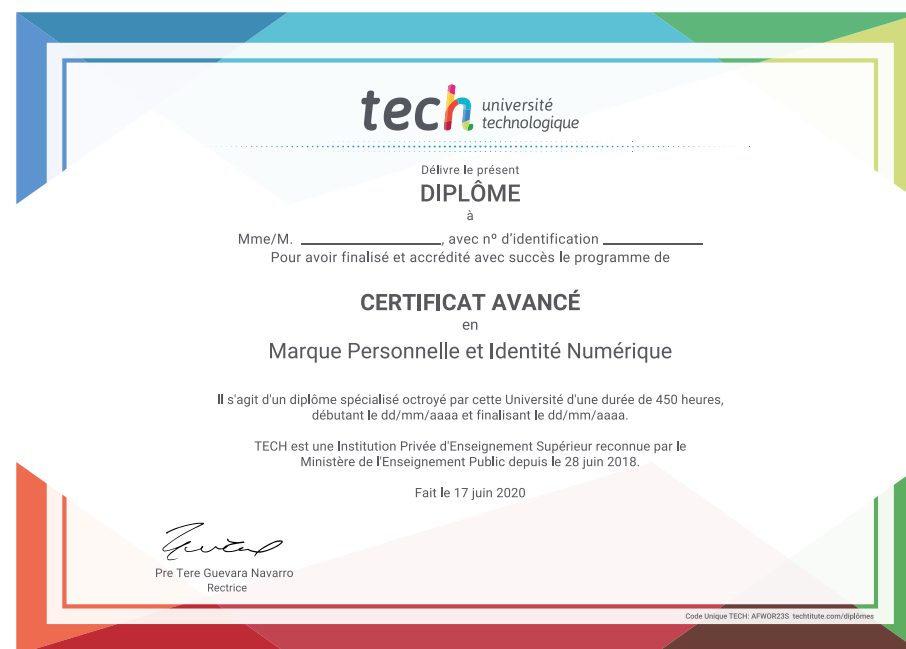 tech université
technologique
Délivre le présent
DIPLÔME
à
Mme/M. ____________________, avec nº d'identification ______________
Pour avoir finalisé et accrédité avec succès le programme de
CERTIFICAT AVANCÉ
en
Marque Personnelle et Identité Numérique
Il s'agit d'un diplôme spécialisé octroyé par cette Université d'une durée de 450 heures,
débutant le dd/mm/aaaa et finalisant le dd/mm/aaaa.
TECH est une Institution Privée d'Enseignement Supérieur reconnue par le
Ministère de l'Enseignement Public depuis le 28 juin 2018.
Fait le 17 juin 2020
Pre Tere Guevara Navarro
Rectrice
Code Unique TECH: AFWOR23S techtitute.com/diplômes